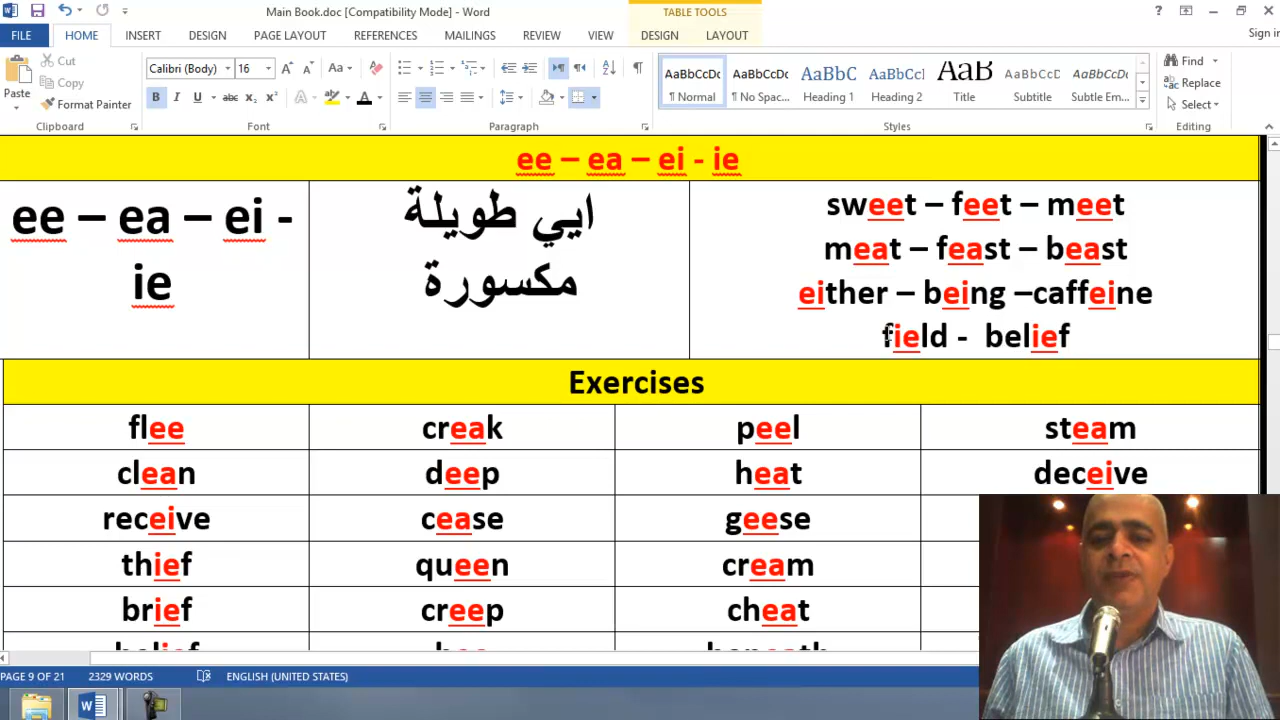 Main Book.doc [Compatibility Mode] - Word
TABLE TOOLS
?
FILE HOME INSERT DESIGN PAGE LAYOUT REFERENCES MAILINGS REVIEW VIEW DESIGN LAYOUT Sign in
Paste
Cut
Copy
Format Painter
Clipboard
Calibri (Body) 16
Font
Paragraph
AaBbCcDc AaBbCcDc AaBbC AaBbCcI AaB AaBbCcD AaBbCcDc
¶ Normal ¶ No Spac... Heading 1 Heading 2 Title Subtitle Subtle Em...
Styles
Find
Replace
Select
Editing
ee – ea – ei - ie
ee – ea – ei -
ie
ايي طويلة
مكسورة
sweet – feet – meet
meat – feast – beast
either – being –caffeine
field - belief
Exercises
flee creak peel steam
clean deep heat deceive
receive cease geese
thief queen cream
brief creep cheat
PAGE 9 OF 21 2329 WORDS ENGLISH (UNITED STATES)